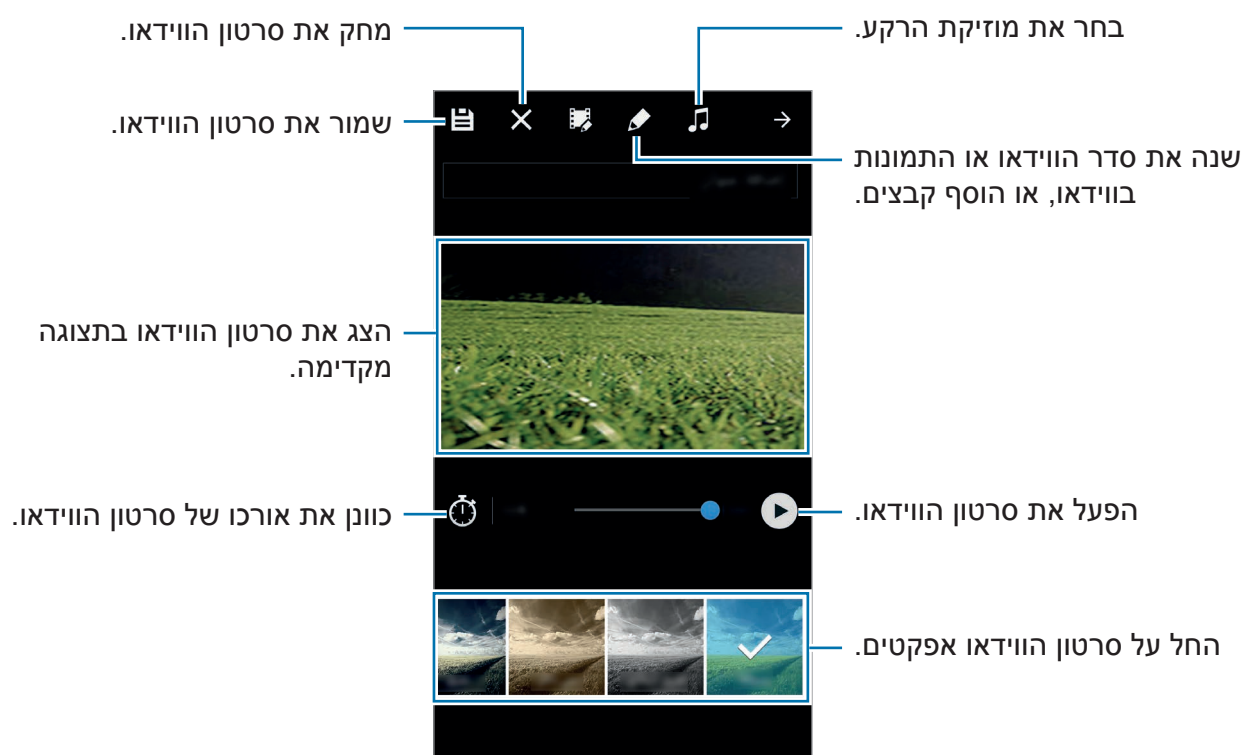 מחק את סרטון הווידאו.
בחר את מוזיקת הרקע.
שמור את סרטון הווידאו.
שנה את סדר הווידאו או התמונות
בווידאו, או הוסף קבצים.
הצג את סרטון הווידאו בתצוגה
מקדימה.
כוונן את אורכו של סרטון הווידאו.
הפעל את סרטון הווידאו.
החל על סרטון הווידאו אפקטים.